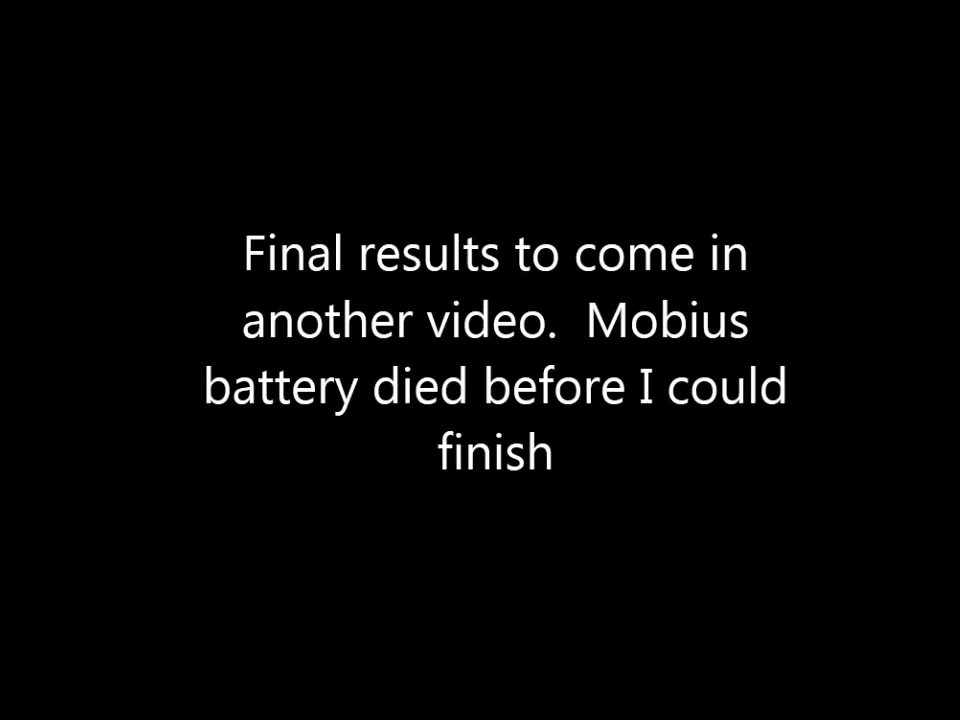 Final results to come in
another video.  Mobius
battery died before I could
finish